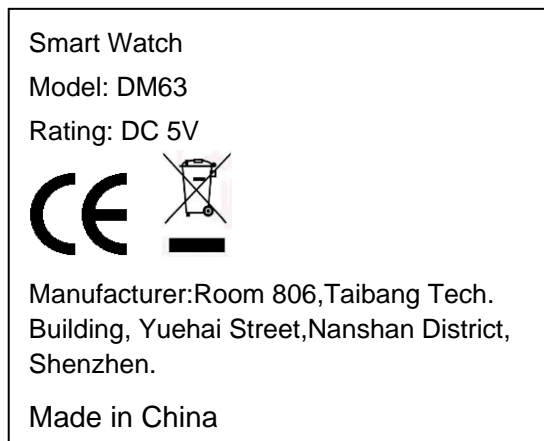 Smart Watch
Model: DM63
Rating: DC 5V
CE
Manufacturer:Room 806,Taibang Tech.
Building, Yuehai Street,Nanshan District,
Shenzhen.
Made in China